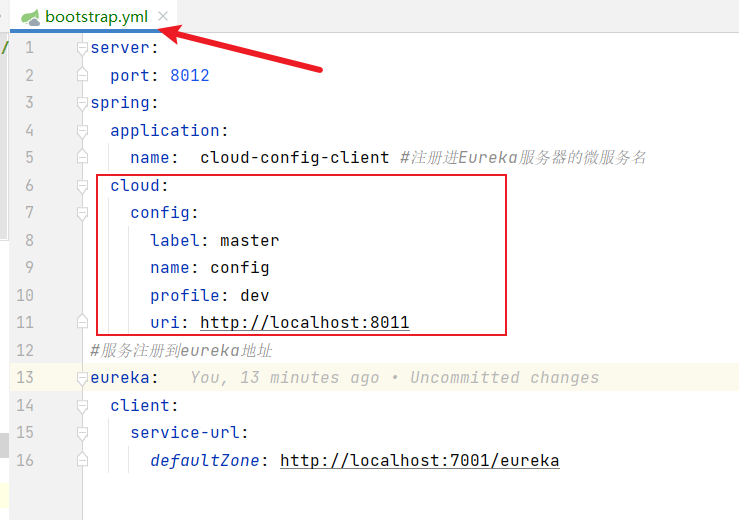 bootstrap.yml
1 server:
2 port: 8012
3 spring:
4 application:
5 name:  cloud-config-client #注册进Eureka服务器的微服务名
6 cloud:
7 config:
8 label: master
9 name: config
10 profile: dev
11 uri: http://localhost:8011
12 #服务注册到eureka地址
13 eureka: You, 13 minutes ago • Uncommitted changes
14 client:
15 service-url:
16 defaultZone: http://localhost:7001/eureka